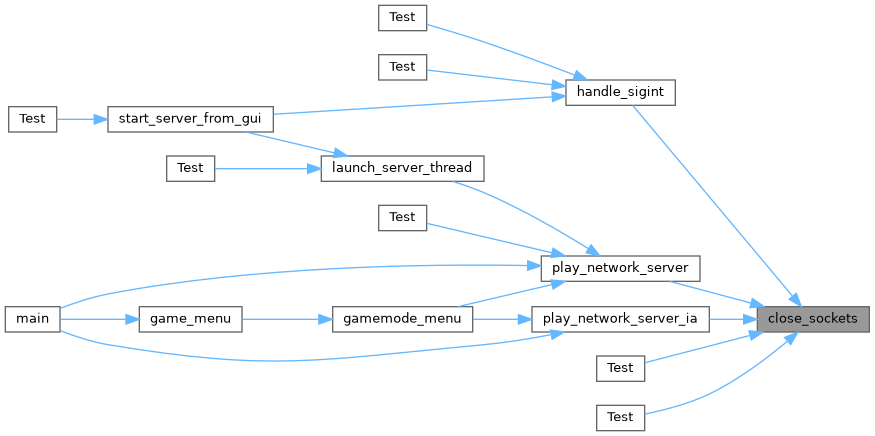 Test
Test
handle_sigint
Test
start_server_from_gui
Test
launch_server_thread
Test
play_network_server
main
game_menu
gamemode_menu
play_network_server_ia
close_sockets
Test
Test